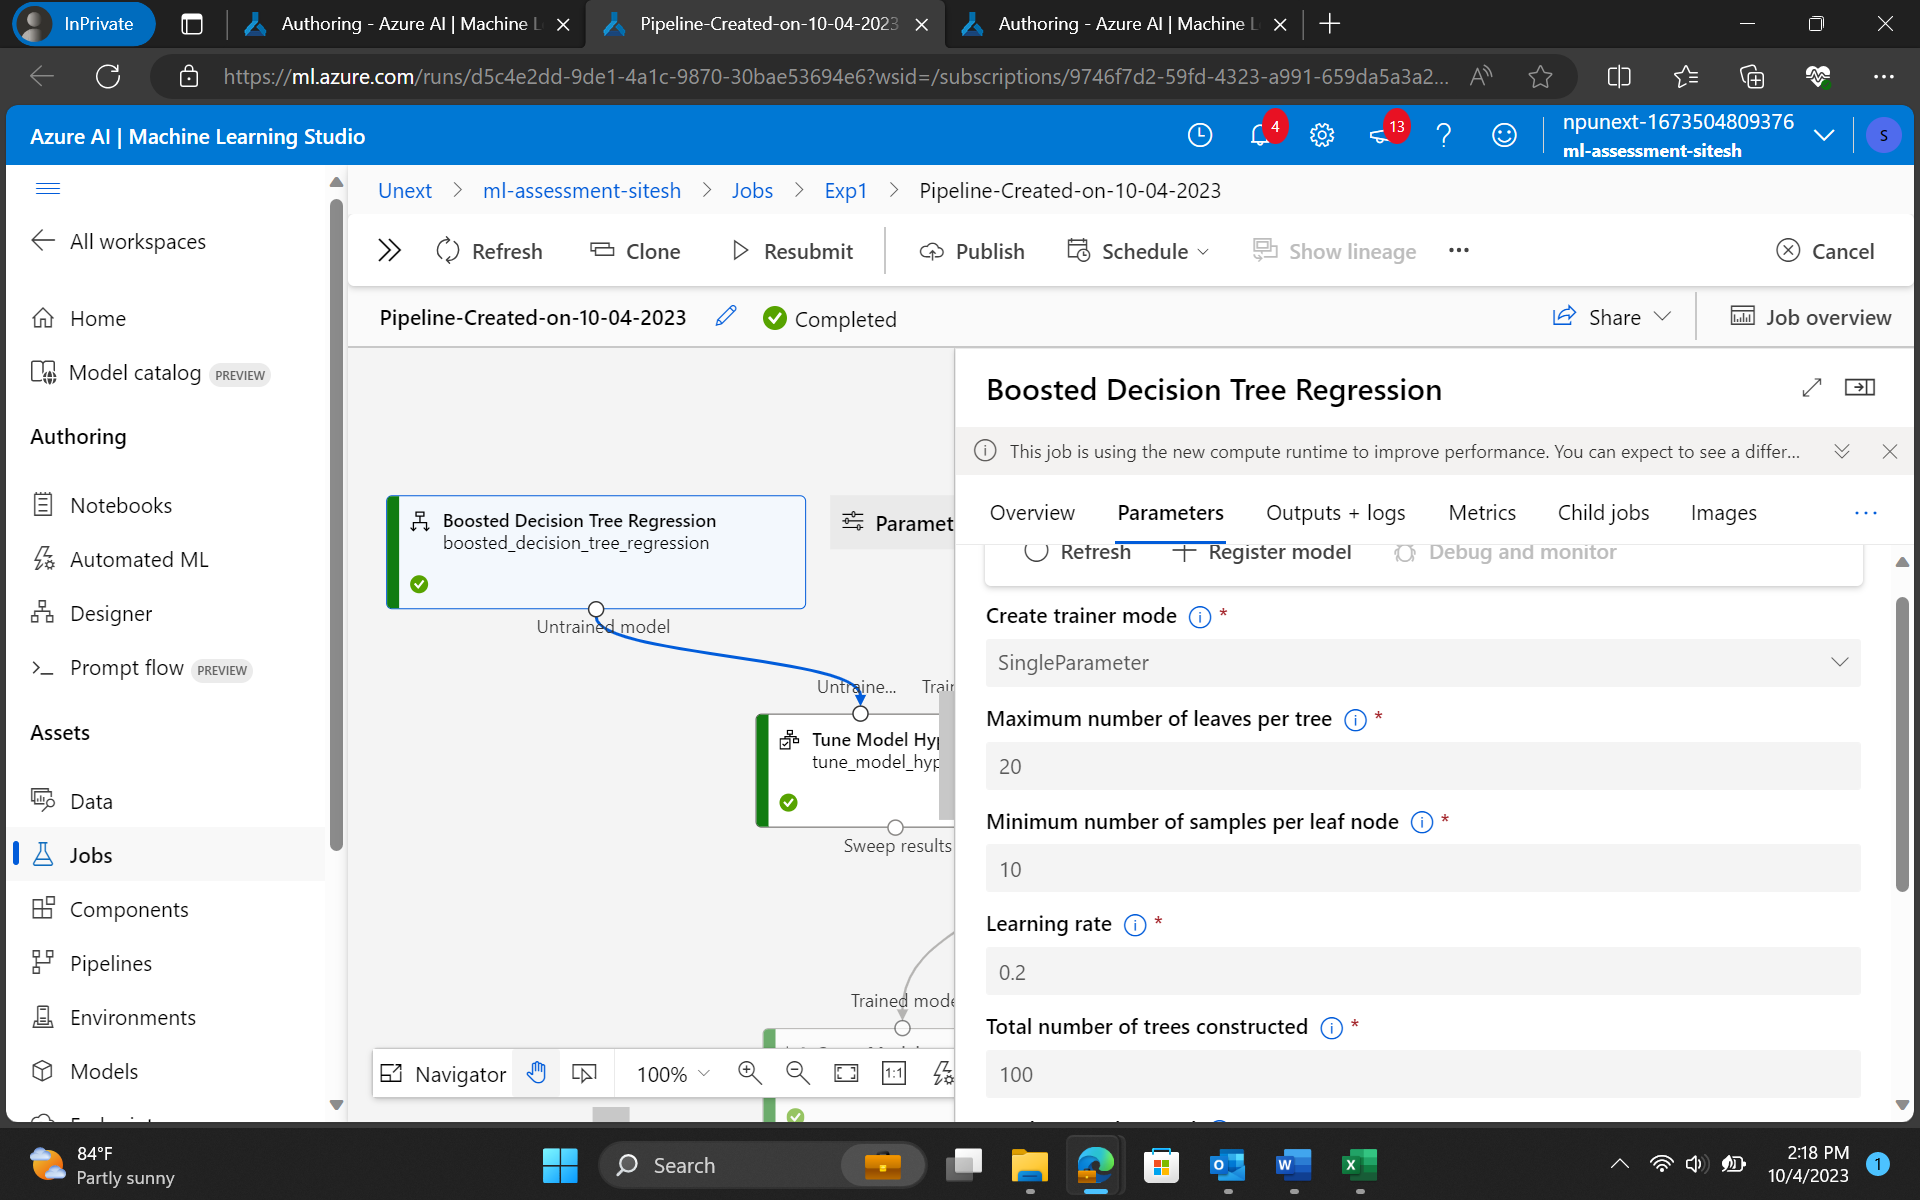 InPrivate
Authoring - Azure AI | Machine L
Pipeline-Created-on-10-04-2023
Authoring - Azure AI | Machine L
https://ml.azure.com/runs/d5c4e2dd-9de1-4a1c-9870-30bae53694e6?wsid=/subscriptions/9746f7d2-59fd-4323-a991-659da5a3a2...
Azure AI | Machine Learning Studio
4
13
npunext-1673504809376
ml-assessment-sitesh
S
Unext > ml-assessment-sitesh > Jobs > Exp1 > Pipeline-Created-on-10-04-2023
Refresh
Clone
Resubmit
Publish
Schedule
Show lineage
Cancel
Pipeline-Created-on-10-04-2023
Completed
Share
Job overview
All workspaces
Home
Model catalog PREVIEW
Authoring
Notebooks
Automated ML
Designer
Prompt flow PREVIEW
Assets
Data
Jobs
Components
Pipelines
Environments
Models
Boosted Decision Tree Regression
boosted_decision_tree_regression
Untrained model
Paramet
Untraine...
Trai
Tune Model Hyp
tune_model_hyp
Sweep results
Trained mode
Navigator
100%
1:1
Boosted Decision Tree Regression
This job is using the new compute runtime to improve performance. You can expect to see a differ...
Overview
Parameters
Outputs + logs
Metrics
Child jobs
Images
Refresh
Register model
Debug and monitor
Create trainer mode *
SingleParameter
Maximum number of leaves per tree *
20
Minimum number of samples per leaf node *
10
Learning rate *
0.2
Total number of trees constructed *
100
84°F
Partly sunny
Search
2:18 PM
10/4/2023
1